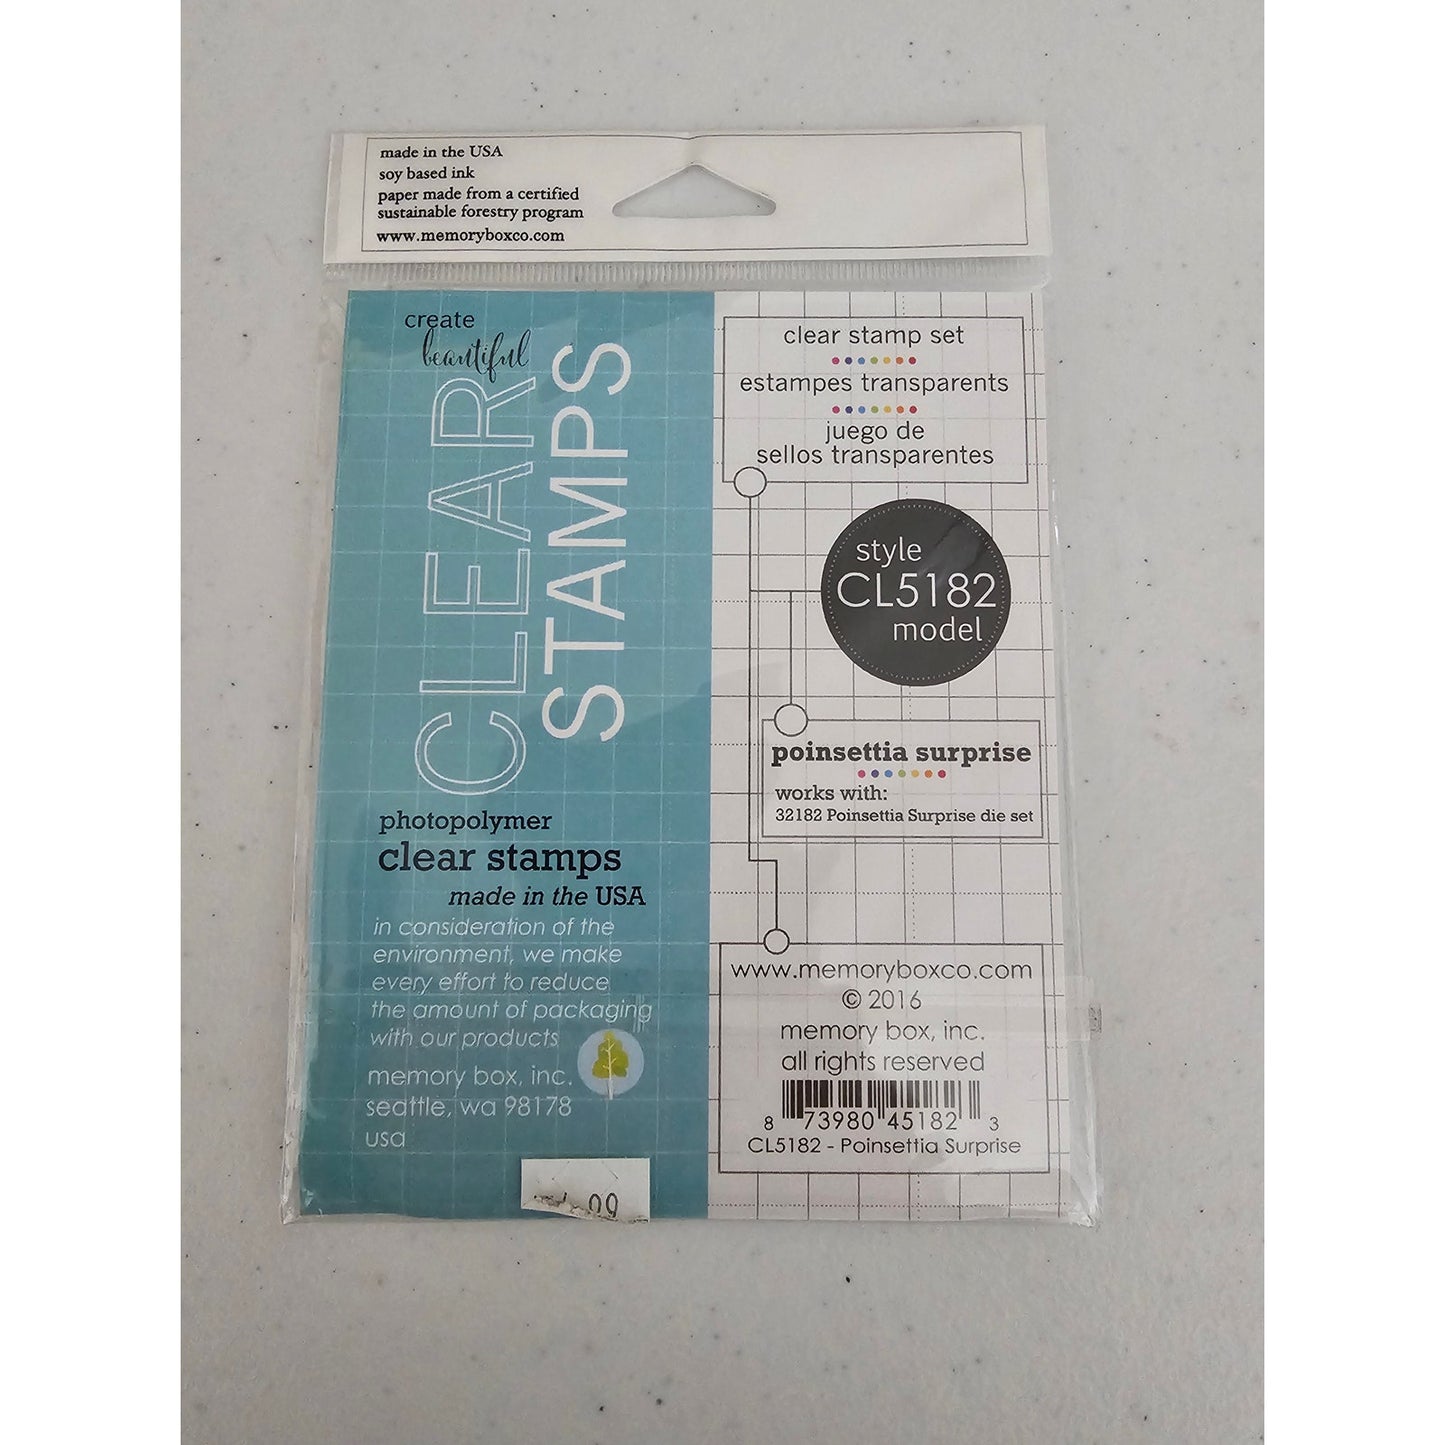 made in the USA
soy based ink
paper made from a certified
sustainable forestry program
www.memoryboxco.com
create
beautiful
CLEAR
STAMPS
photopolymer
clear stamps
made in the USA
in consideration of the
environment, we make
every effort to reduce
the amount of packaging
with our products
memory box, inc.
seattle, wa 98178
usa
clear stamp set
estampes transparents
juego de
sellos transparentes
style
CL5182
model
poinsettia surprise
works with:
32182 Poinsettia Surprise die set
www.memoryboxco.com
© 2016
memory box, inc.
all rights reserved
8 73980 45182 3
CL5182 - Poinsettia Surprise